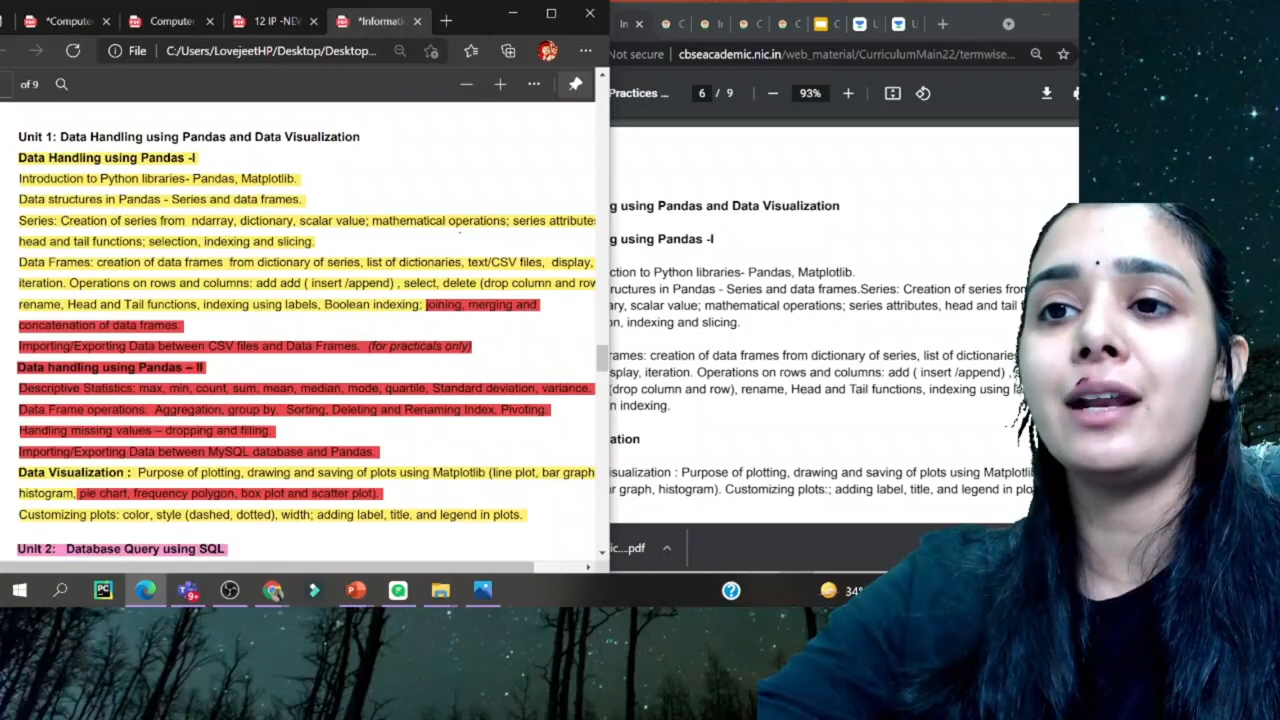 *Compute
Computer
12 IP -NEV
*Informati
File
C:/Users/LovejeetHP/Desktop/Desktop...
of 9
Unit 1: Data Handling using Pandas and Data Visualization
Data Handling using Pandas -I
Introduction to Python libraries- Pandas, Matplotlib.
Data structures in Pandas - Series and data frames.
Series: Creation of series from ndarray, dictionary, scalar value; mathematical operations; series attributes
head and tail functions; selection, indexing and slicing.
Data Frames: creation of data frames from dictionary of series, list of dictionaries, text/CSV files, display,
iteration. Operations on rows and columns: add add ( insert /append) , select, delete (drop column and row
rename, Head and Tail functions, indexing using labels, Boolean indexing; joining, merging and
concatenation of data frames.
Importing/Exporting Data between CSV files and Data Frames. (for practicals only)
Data handling using Pandas – II
Descriptive Statistics: max, min, count, sum, mean, median, mode, quartile, Standard deviation, variance.
Data Frame operations: Aggregation, group by, Sorting, Deleting and Renaming Index, Pivoting.
Handling missing values – dropping and filling.
Importing/Exporting Data between MySQL database and Pandas.
Data Visualization : Purpose of plotting, drawing and saving of plots using Matplotlib (line plot, bar graph
histogram, pie chart, frequency polygon, box plot and scatter plot).
Customizing plots: color, style (dashed, dotted), width; adding label, title, and legend in plots.
Unit 2: Database Query using SQL
In
Not secure
cbseacademic.nic.in/web_material/CurriculumMain22/termwise...
Practices ...
6 / 9
93%
g using Pandas and Data Visualization
g using Pandas -I
ction to Python libraries- Pandas, Matplotlib.
ructures in Pandas - Series and data frames.Series: Creation of series from
ary, scalar value; mathematical operations; series attributes, head and tail f
n, indexing and slicing.
ames: creation of data frames from dictionary of series, list of dictionaries
splay, iteration. Operations on rows and columns: add ( insert /append) ,
(drop column and row), rename, Head and Tail functions, indexing using
n indexing.
ation
isualization : Purpose of plotting, drawing and saving of plots using Matplotli
r graph, histogram). Customizing plots:; adding label, title, and legend in plo
ic....pdf
PC
9+
34°